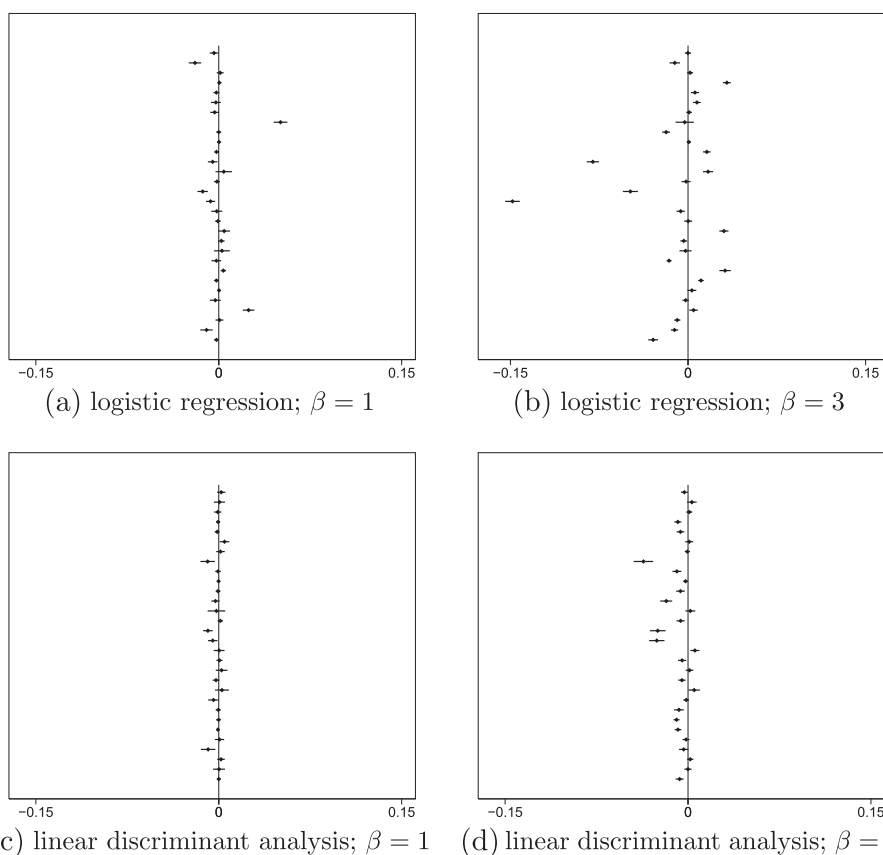 −0.15 0 0.15 −0.15 0 0.15
(a) logistic regression; β = 1 (b) logistic regression; β = 3
−0.15 0 0.15 −0.15 0 0.15
c) linear discriminant analysis; β = 1 (d) linear discriminant analysis; β =